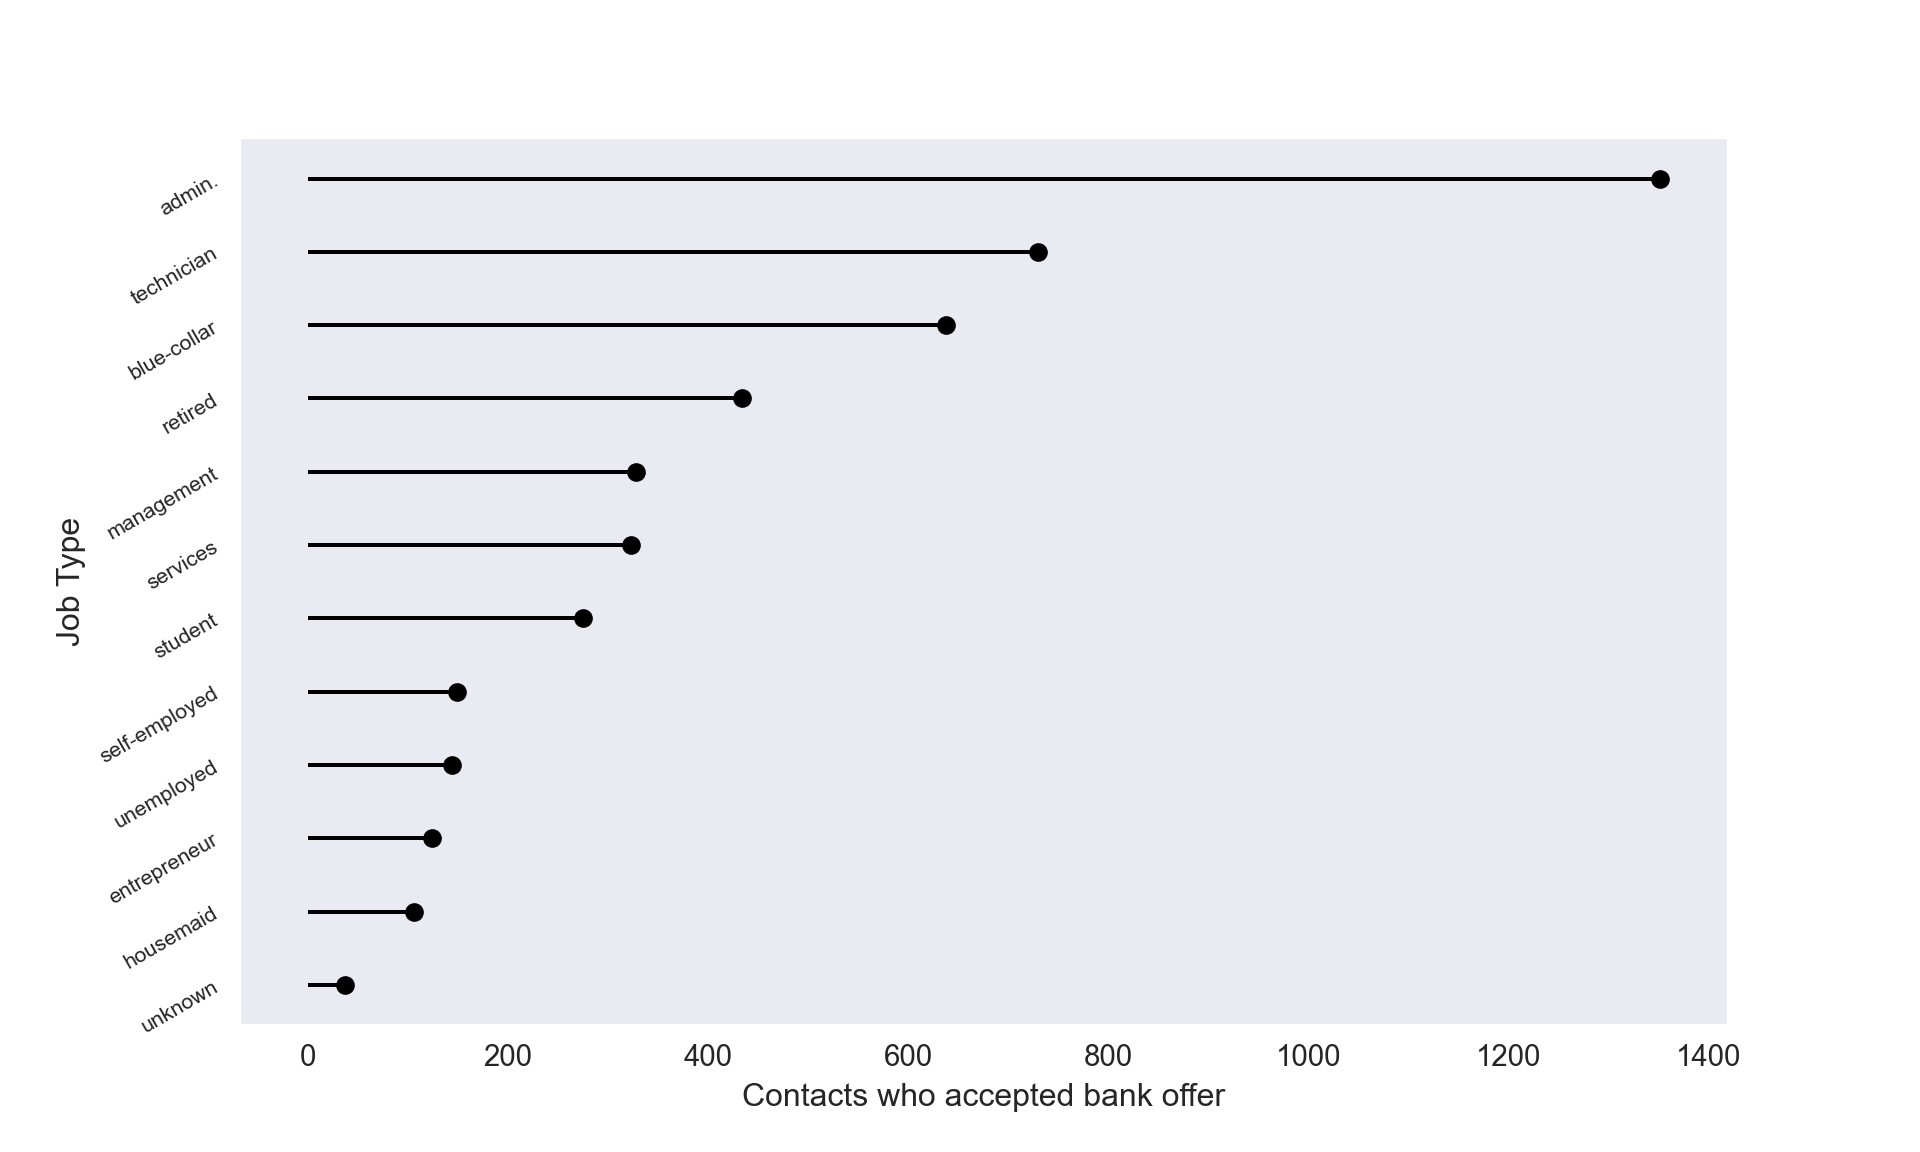 admin.
technician
blue-collar
retired
management
services
student
self-employed
unemployed
entrepreneur
housemaid
unknown
Job Type
0 200 400 600 800 1000 1200 1400
Contacts who accepted bank offer